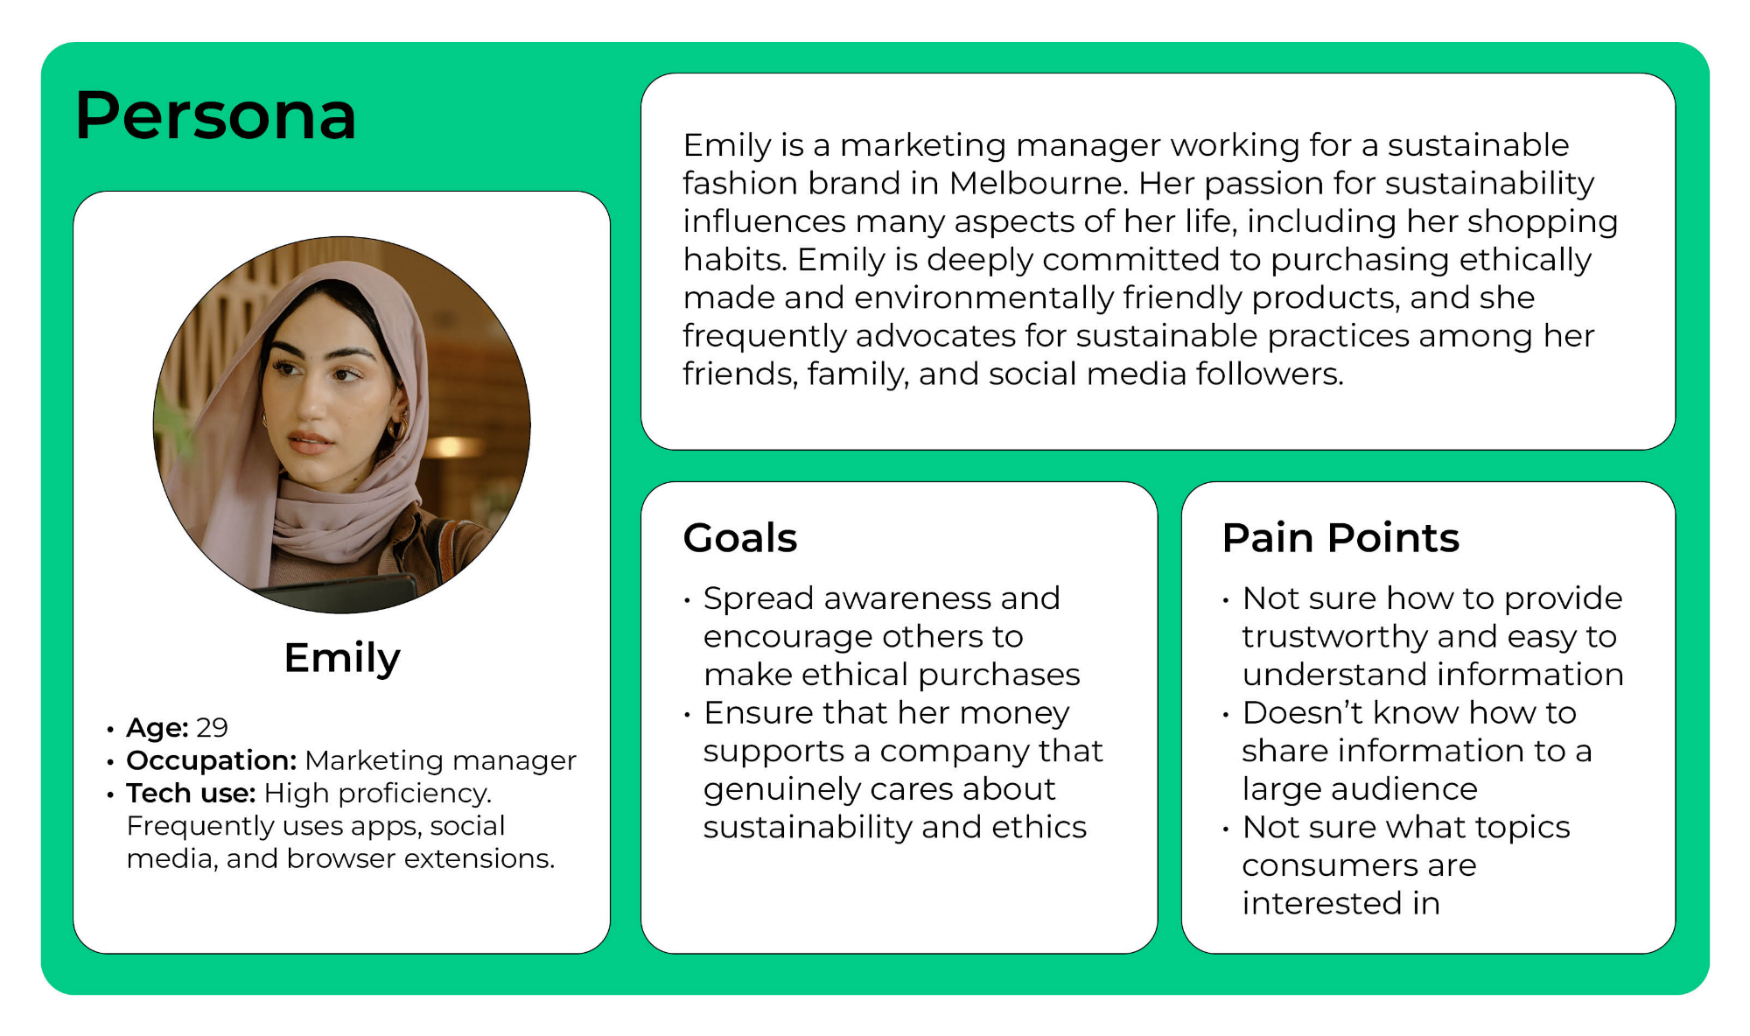 Persona
Emily
• Age: 29
• Occupation: Marketing manager
• Tech use: High proficiency.
Frequently uses apps, social
media, and browser extensions.
Emily is a marketing manager working for a sustainable
fashion brand in Melbourne. Her passion for sustainability
influences many aspects of her life, including her shopping
habits. Emily is deeply committed to purchasing ethically
made and environmentally friendly products, and she
frequently advocates for sustainable practices among her
friends, family, and social media followers.
Goals
• Spread awareness and
encourage others to
make ethical purchases
• Ensure that her money
supports a company that
genuinely cares about
sustainability and ethics
Pain Points
• Not sure how to provide
trustworthy and easy to
understand information
• Doesn’t know how to
share information to a
large audience
• Not sure what topics
consumers are
interested in